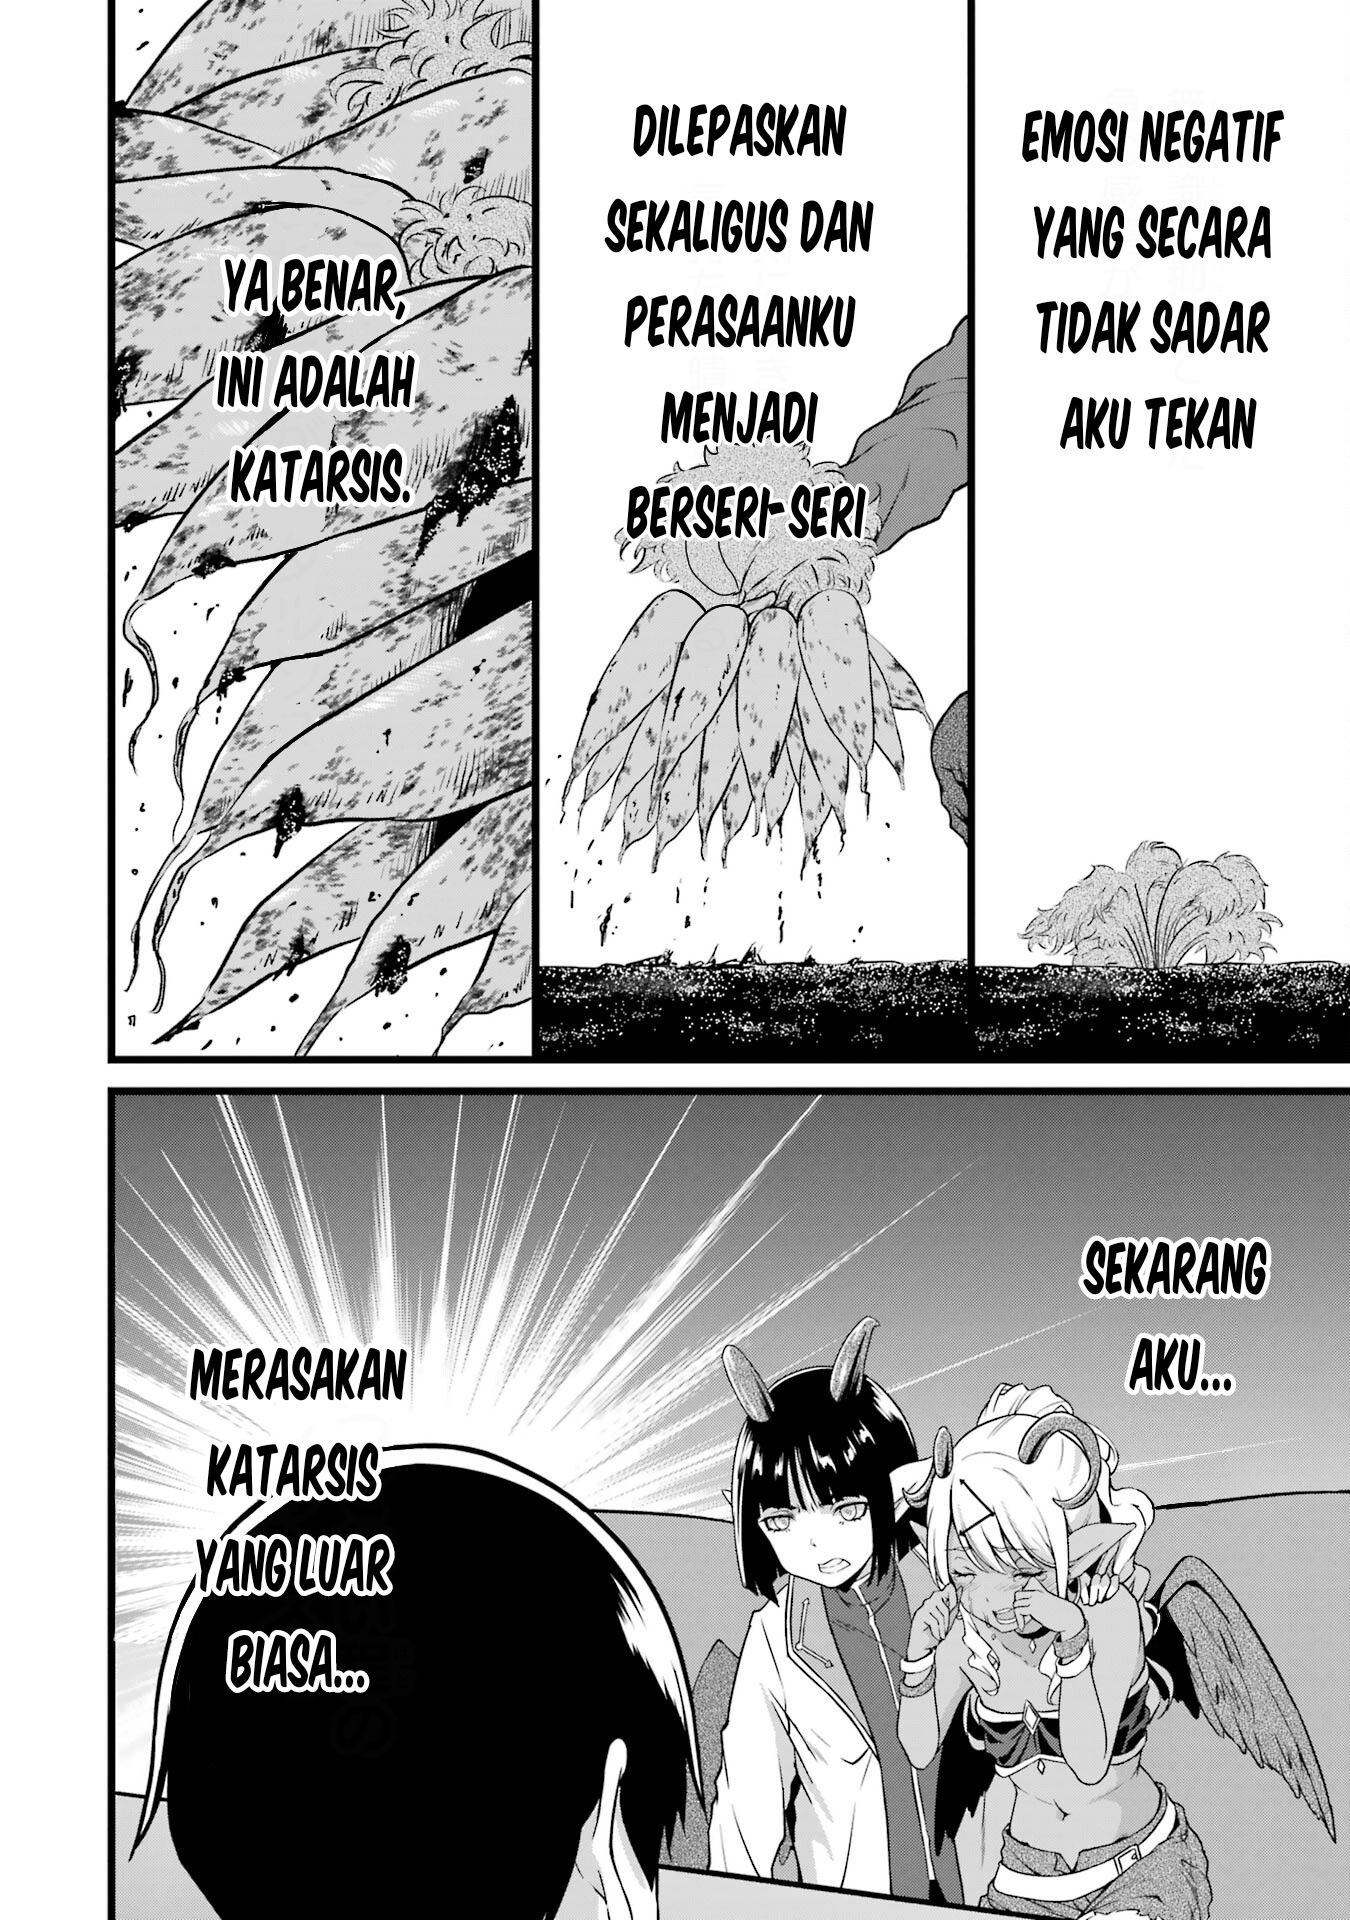 EMOSI NEGATIF
YANG SECARA
TIDAK SADAR
AKU TEKAN
DILEPASKAN
SEKALIGUS DAN
PERASAANKU
MENJADI
BERSERI-SERI
YA BENAR,
INI ADALAH
KATARSIS.
SEKARANG
AKU...
MERASAKAN
KATARSIS
YANG LUAR
BIASA...